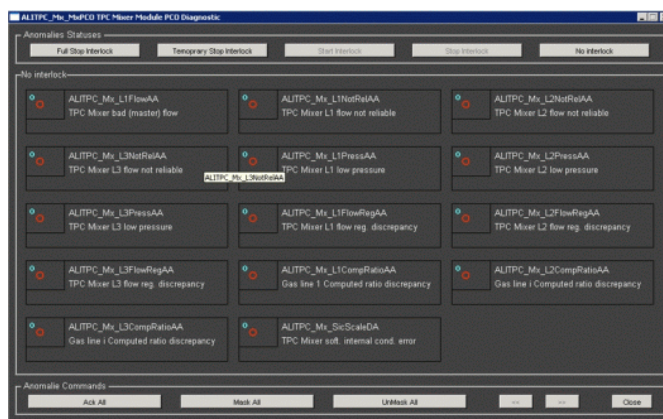 ALITPC_Mx_MxPCO TPC Mixer Module PCO Diagnostic
Anomalies Statuses
Full Stop Interlock Temoprary Stop Interlock Start Interlock Stop Interlock No interlock
No interlock
ALITPC_Mx_L1FlowAA ALITPC_Mx_L1NotRelAA ALITPC_Mx_L2NotRelAA
TPC Mixer bad (master) flow TPC Mixer L1 flow not reliable TPC Mixer L2 flow not reliable
ALITPC_Mx_L3NotRelAA ALITPC_Mx_L1PressAA ALITPC_Mx_L2PressAA
TPC Mixer L3 flow not reliable TPC Mixer L1 low pressure TPC Mixer L2 low pressure
ALITPC_Mx_L3NotRelAA
ALITPC_Mx_L3PressAA ALITPC_Mx_L1FlowRegAA ALITPC_Mx_L2FlowRegAA
TPC Mixer L3 low pressure TPC Mixer L1 flow reg. discrepancy TPC Mixer L2 flow reg. discrepancy
ALITPC_Mx_L3FlowRegAA ALITPC_Mx_L1CompRatioAA ALITPC_Mx_L2CompRatioAA
TPC Mixer L3 flow reg. discrepancy Gas line 1 Computed ratio discrepancy Gas line i Computed ratio discrepancy
ALITPC_Mx_L3CompRatioAA ALITPC_Mx_SicScaleDA
Gas line i Computed ratio discrepancy TPC Mixer soft. internal cond. error
Anomalie Commands
Ack All Mask All UnMask All Close